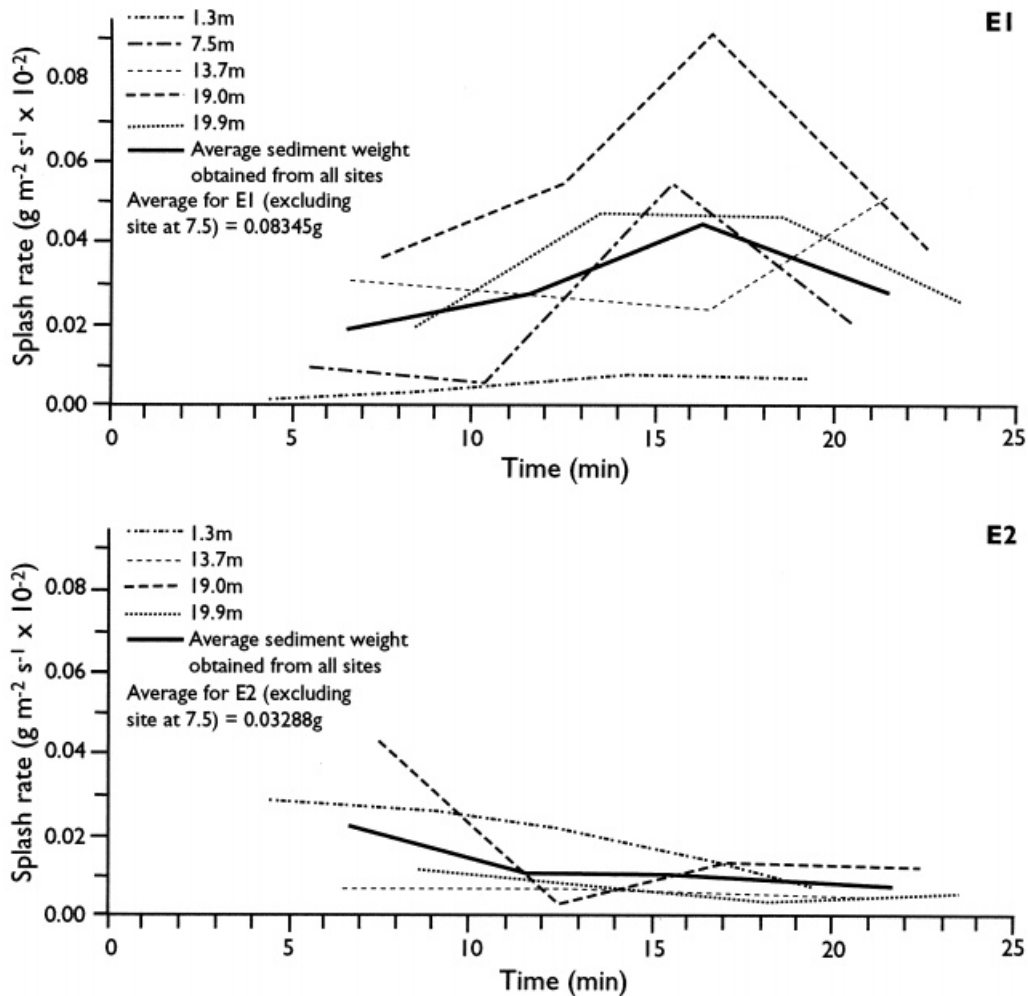 E1
1.3m
7.5m
13.7m
19.0m
19.9m
Average sediment weight
obtained from all sites
Average for E1 (excluding
site at 7.5) = 0.08345g
Splash rate (g m⁻² s⁻¹ x 10⁻²)
0.08
0.06
0.04
0.02
0.00
0 5 10 15 20 25
Time (min)
E2
1.3m
13.7m
19.0m
19.9m
Average sediment weight
obtained from all sites
Average for E2 (excluding
site at 7.5) = 0.03288g
Splash rate (g m⁻² s⁻¹ x 10⁻²)
0.08
0.06
0.04
0.02
0.00
0 5 10 15 20 25
Time (min)